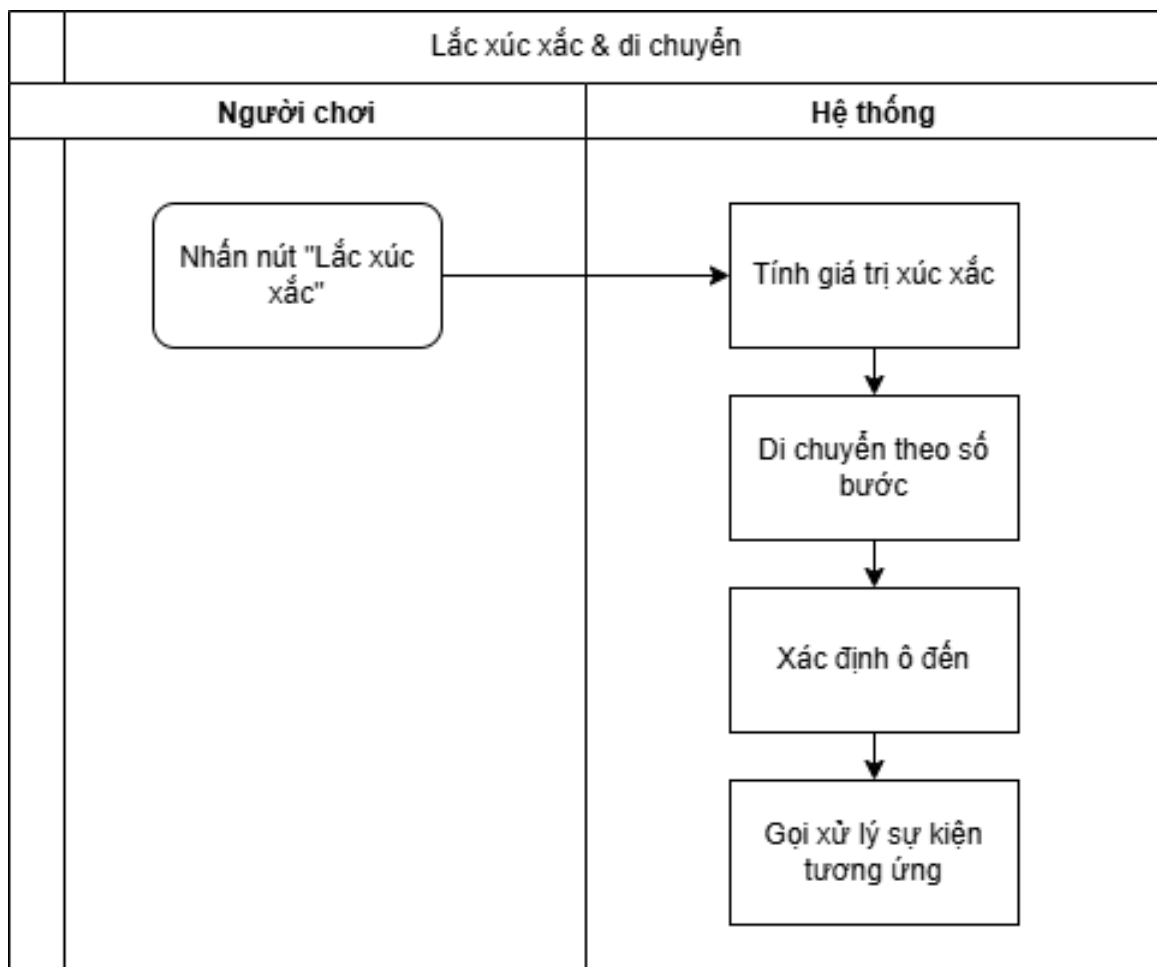 Lắc xúc xắc & di chuyển
Người chơi
Hệ thống
Nhấn nút "Lắc xúc
xắc"
Tính giá trị xúc xắc
Di chuyển theo số
bước
Xác định ô đến
Gọi xử lý sự kiện
tương ứng